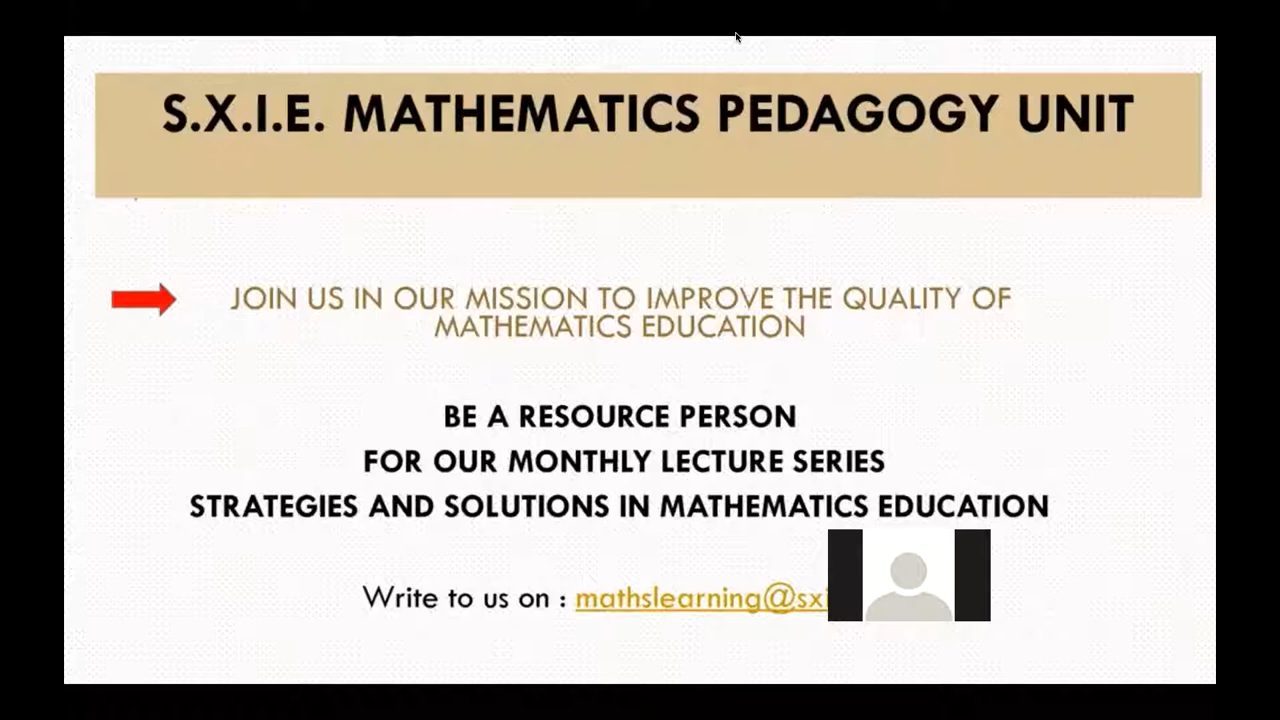 S.X.I.E. MATHEMATICS PEDAGOGY UNIT
JOIN US IN OUR MISSION TO IMPROVE THE QUALITY OF
MATHEMATICS EDUCATION
BE A RESOURCE PERSON
FOR OUR MONTHLY LECTURE SERIES
STRATEGIES AND SOLUTIONS IN MATHEMATICS EDUCATION
Write to us on : mathslearning@sxi